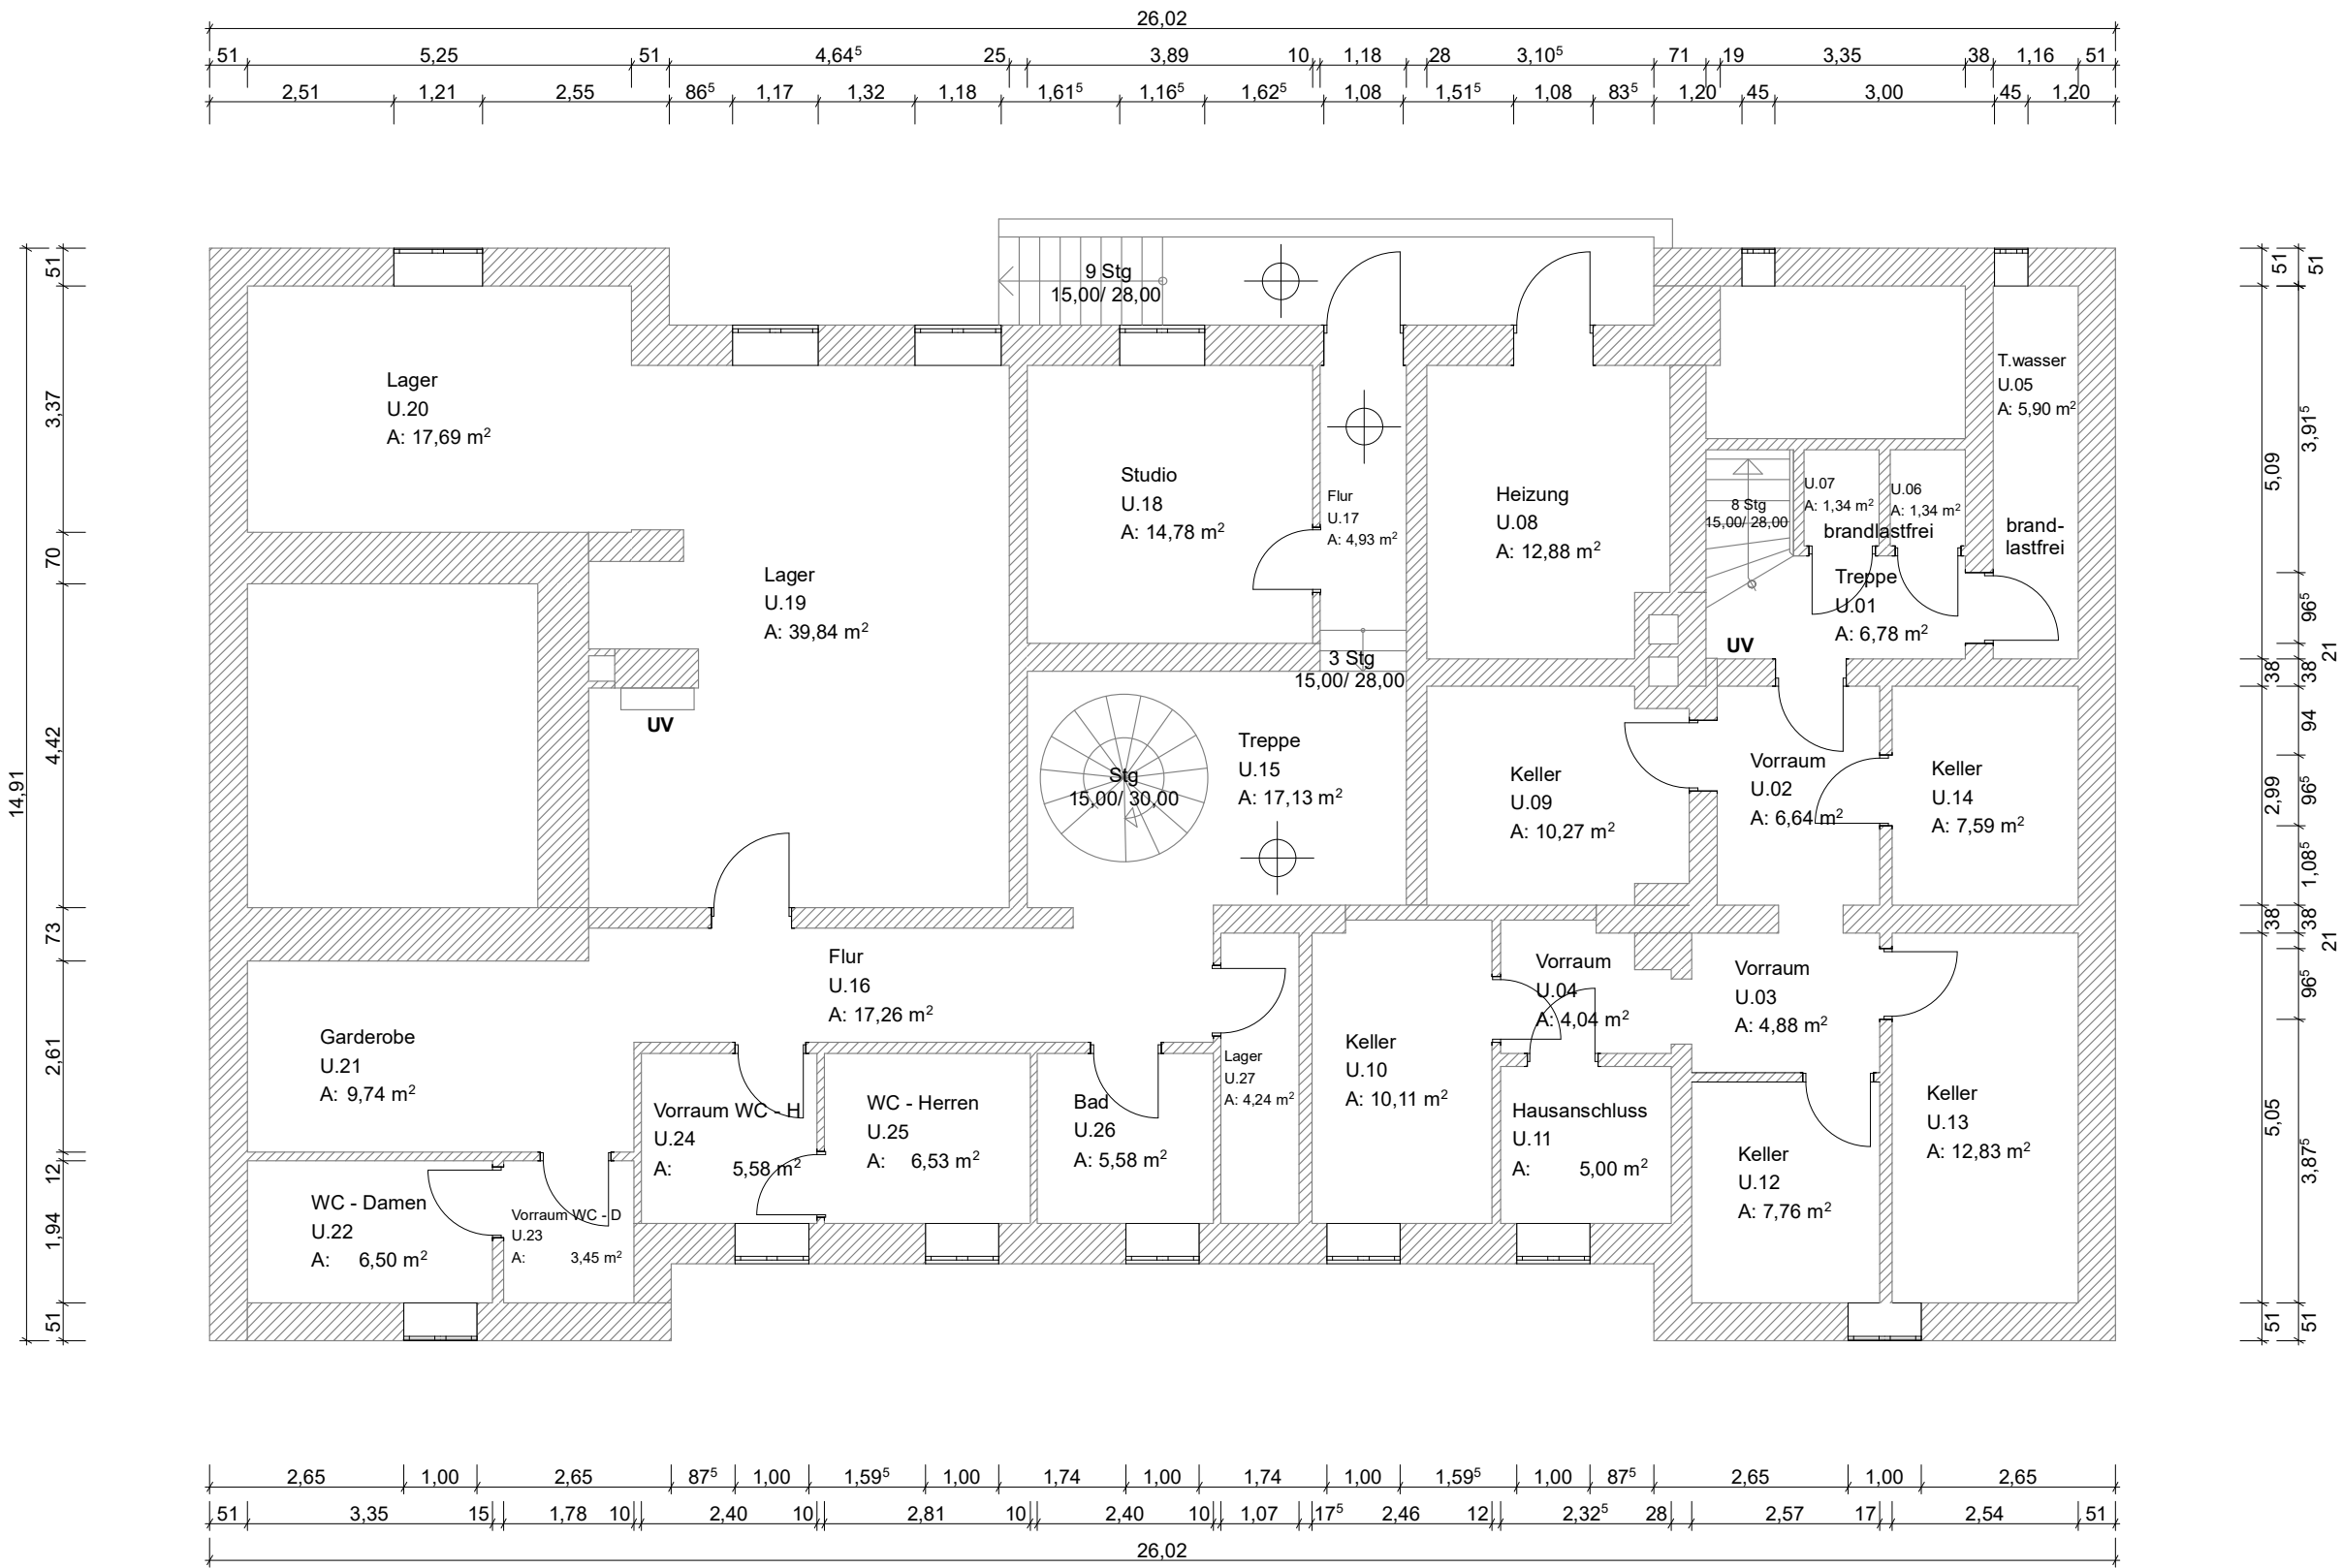 26,02
51 5,25 51 4,64⁵ 25 3,89 10 1,18 28 3,10⁵ 71 19 3,35 38 1,16 51
2,51 1,21 2,55 86⁵ 1,17 1,32 1,18 1,61⁵ 1,16⁵ 1,62⁵ 1,08 1,51⁵ 1,08 83⁵ 1,20 45 3,00 45 1,20
14,91
51
3,37
70
4,42
73
2,61
12
1,94
51
9 Stg
15,00/ 28,00
Lager
U.20
A: 17,69 m²
Lager
U.19
A: 39,84 m²
UV
Studio
U.18
A: 14,78 m²
Flur
U.17
A: 4,93 m²
3 Stg
15,00/ 28,00
Heizung
U.08
A: 12,88 m²
8 Stg
15,00/ 28,00
U.07
A: 1,34 m²
U.06
A: 1,34 m²
brandlastfrei
T.wasser
U.05
A: 5,90 m²
brand-
lastfrei
Treppe
U.01
A: 6,78 m²
UV
Stg
15,00/ 30,00
Treppe
U.15
A: 17,13 m²
Keller
U.09
A: 10,27 m²
Vorraum
U.02
A: 6,64 m²
Keller
U.14
A: 7,59 m²
Flur
U.16
A: 17,26 m²
Garderobe
U.21
A: 9,74 m²
WC - Damen
U.22
A: 6,50 m²
Vorraum WC - D
U.23
A: 3,45 m²
Vorraum WC - H
U.24
A: 5,58 m²
WC - Herren
U.25
A: 6,53 m²
Bad
U.26
A: 5,58 m²
Lager
U.27
A: 4,24 m²
Keller
U.10
A: 10,11 m²
Vorraum
U.04
A: 4,04 m²
Hausanschluss
U.11
A: 5,00 m²
Vorraum
U.03
A: 4,88 m²
Keller
U.12
A: 7,76 m²
Keller
U.13
A: 12,83 m²
51
5,09
38
2,99
38
5,05
51
51
3,91⁵
96⁵
21
38
94
96⁵
1,08⁵
38
21
96⁵
3,87⁵
51
2,65 1,00 2,65 87⁵ 1,00 1,59⁵ 1,00 1,74 1,00 1,74 1,00 1,59⁵ 1,00 87⁵ 2,65 1,00 2,65
51 3,35 15 1,78 10 2,40 10 2,81 10 2,40 10 1,07 17⁵ 2,46 12 2,32⁵ 28 2,57 17 2,54 51
26,02